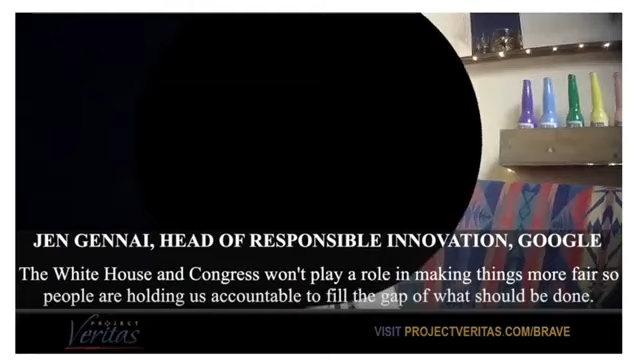 JEN GENNAI, HEAD OF RESPONSIBLE INNOVATION, GOOGLE
The White House and Congress won't play a role in making things more fair so
people are holding us accountable to fill the gap of what should be done.
PROJECT
Veritas
VISIT PROJECTVERITAS.COM/BRAVE